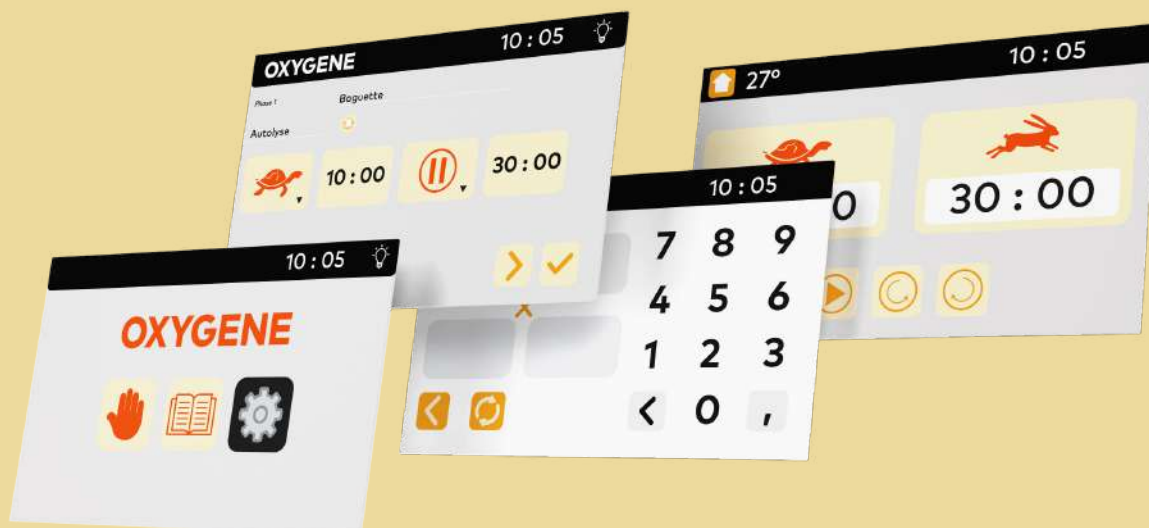 OXYGENE 10 : 05
Phase 1 Baguette
Autolyse
10 : 00 30 : 00
10 : 05
OXYGENE
10 : 05
7 8 9
4 5 6
1 2 3
< 0 ,
27° 10 : 05
0 30 : 00